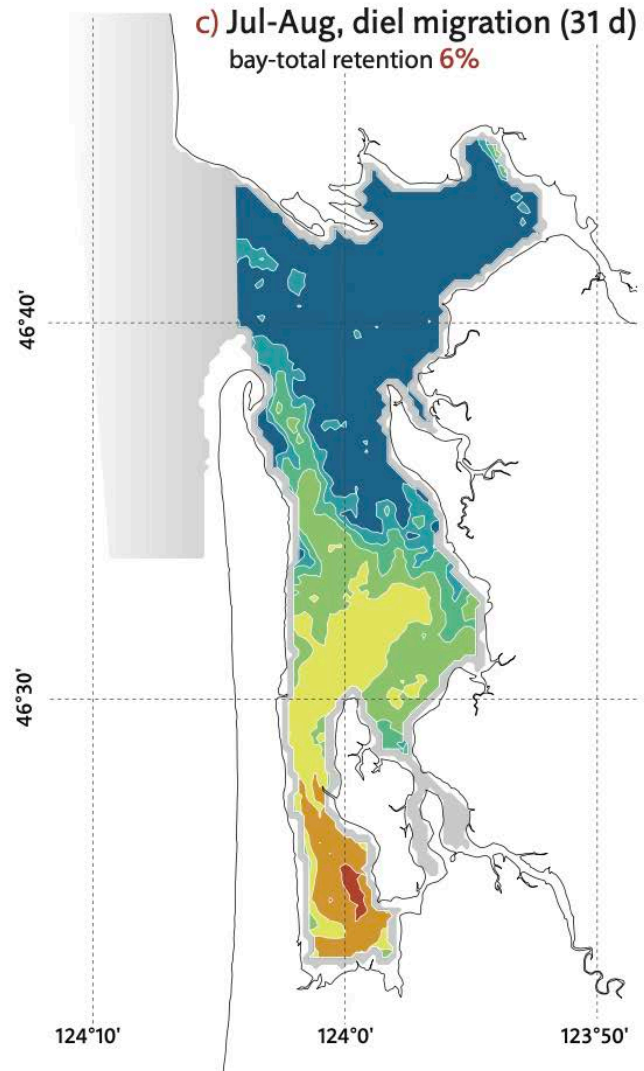 c) Jul-Aug, diel migration (31 d)
bay-total retention 6%
46°40'
46°30'
124°10'
124°0'
123°50'